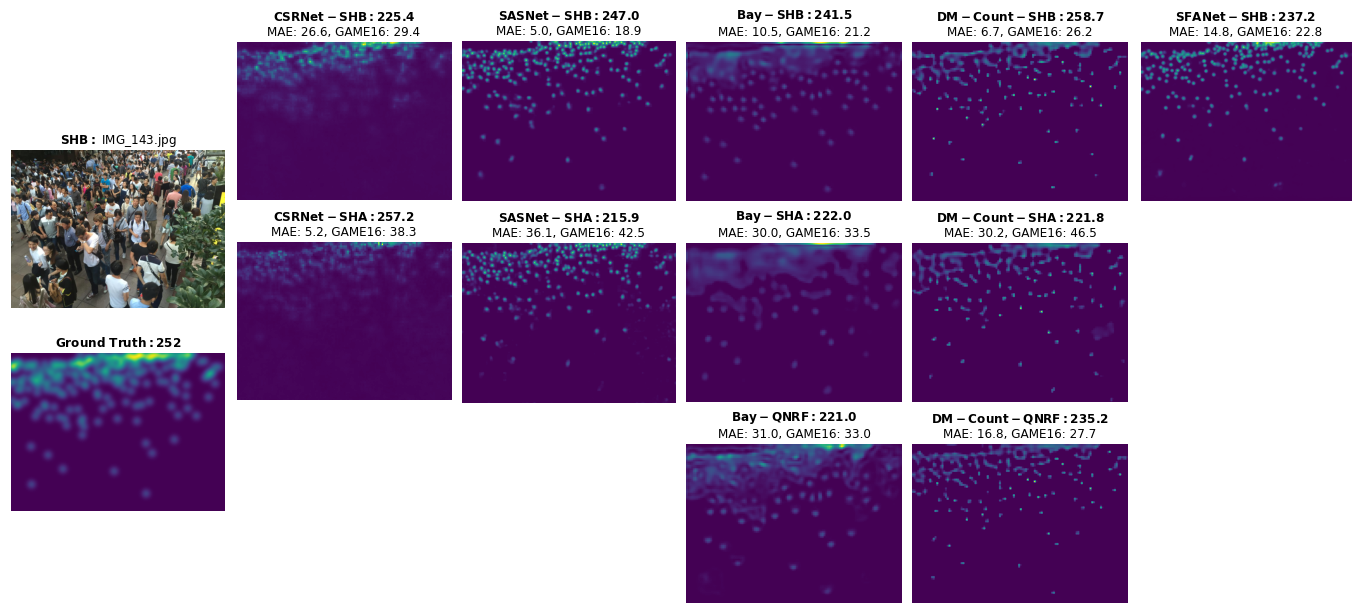 CSRNet − SHB : 225.4
MAE: 26.6, GAME16: 29.4
SASNet − SHB : 247.0
MAE: 5.0, GAME16: 18.9
Bay − SHB : 241.5
MAE: 10.5, GAME16: 21.2
DM − Count − SHB : 258.7
MAE: 6.7, GAME16: 26.2
SFANet − SHB : 237.2
MAE: 14.8, GAME16: 22.8
SHB : IMG_143.jpg
CSRNet − SHA : 257.2
MAE: 5.2, GAME16: 38.3
SASNet − SHA : 215.9
MAE: 36.1, GAME16: 42.5
Bay − SHA : 222.0
MAE: 30.0, GAME16: 33.5
DM − Count − SHA : 221.8
MAE: 30.2, GAME16: 46.5
Ground Truth : 252
Bay − QNRF : 221.0
MAE: 31.0, GAME16: 33.0
DM − Count − QNRF : 235.2
MAE: 16.8, GAME16: 27.7